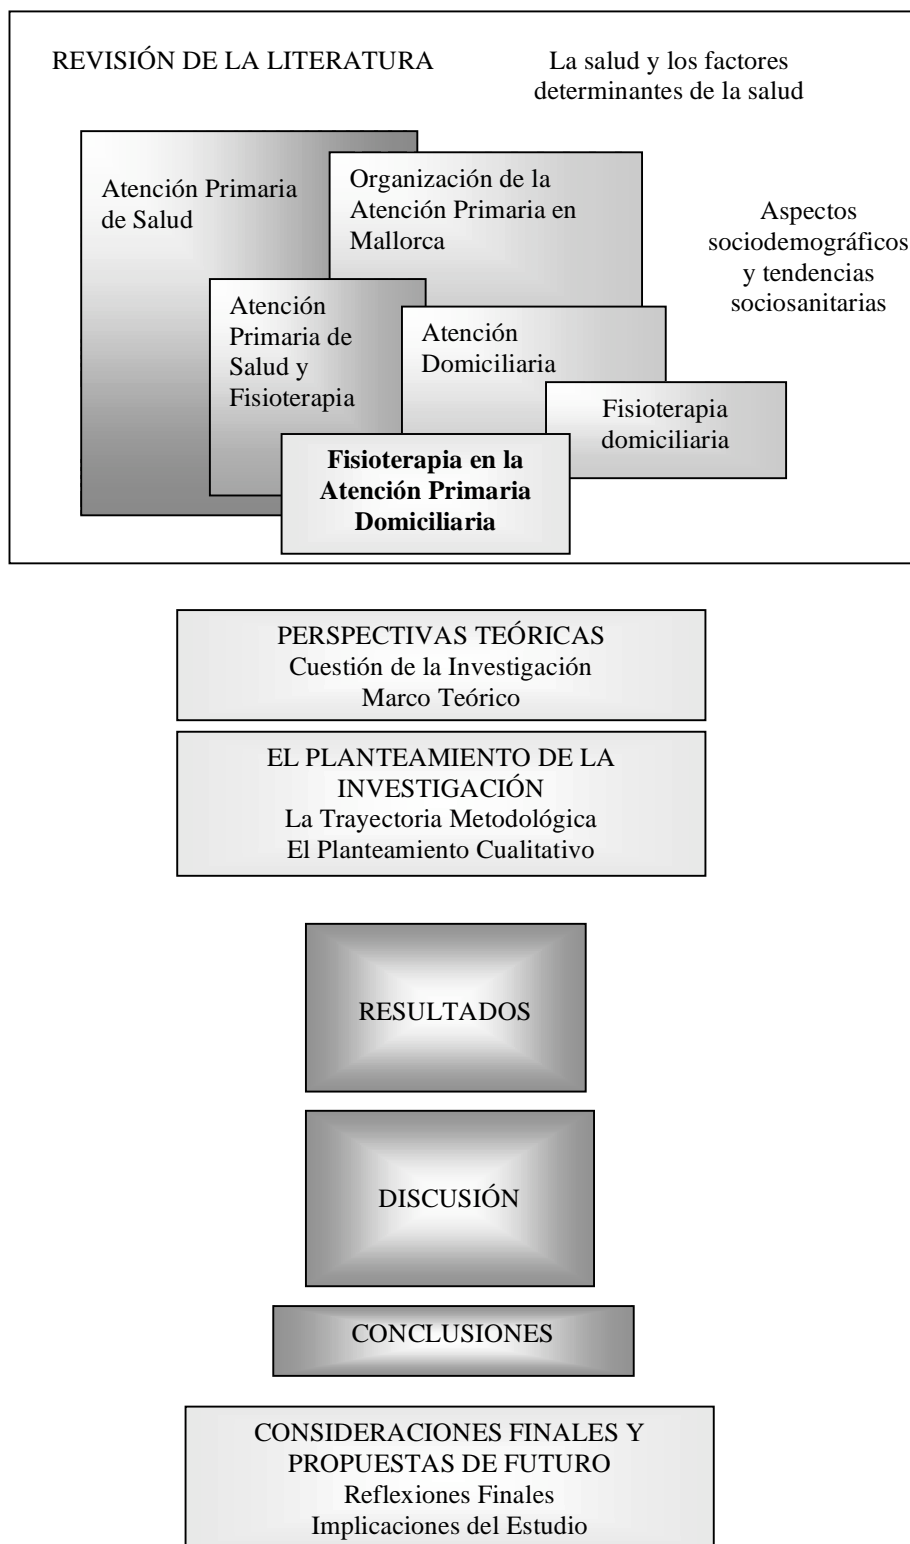 REVISIÓN DE LA LITERATURA
La salud y los factores
determinantes de la salud
Atención Primaria
de Salud
Organización de la
Atención Primaria en
Mallorca
Aspectos
sociodemográficos
y tendencias
sociosanitarias
Atención
Primaria de
Salud y
Fisioterapia
Atención
Domiciliaria
Fisioterapia
domiciliaria
Fisioterapia en la
Atención Primaria
Domiciliaria
PERSPECTIVAS TEÓRICAS
Cuestión de la Investigación
Marco Teórico
EL PLANTEAMIENTO DE LA
INVESTIGACIÓN
La Trayectoria Metodológica
El Planteamiento Cualitativo
RESULTADOS
DISCUSIÓN
CONCLUSIONES
CONSIDERACIONES FINALES Y
PROPUESTAS DE FUTURO
Reflexiones Finales
Implicaciones del Estudio